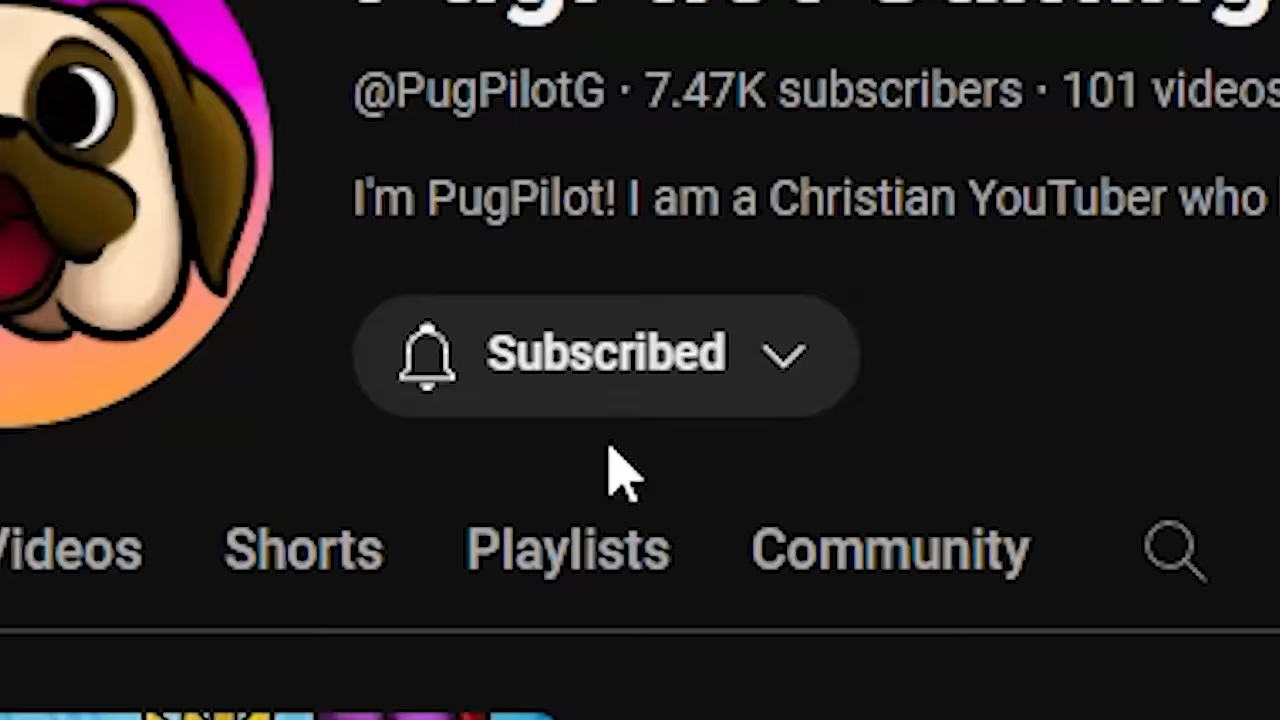 @PugPilotG · 7.47K subscribers · 101 videos
I'm PugPilot! I am a Christian YouTuber who
Subscribed
Videos Shorts Playlists Community